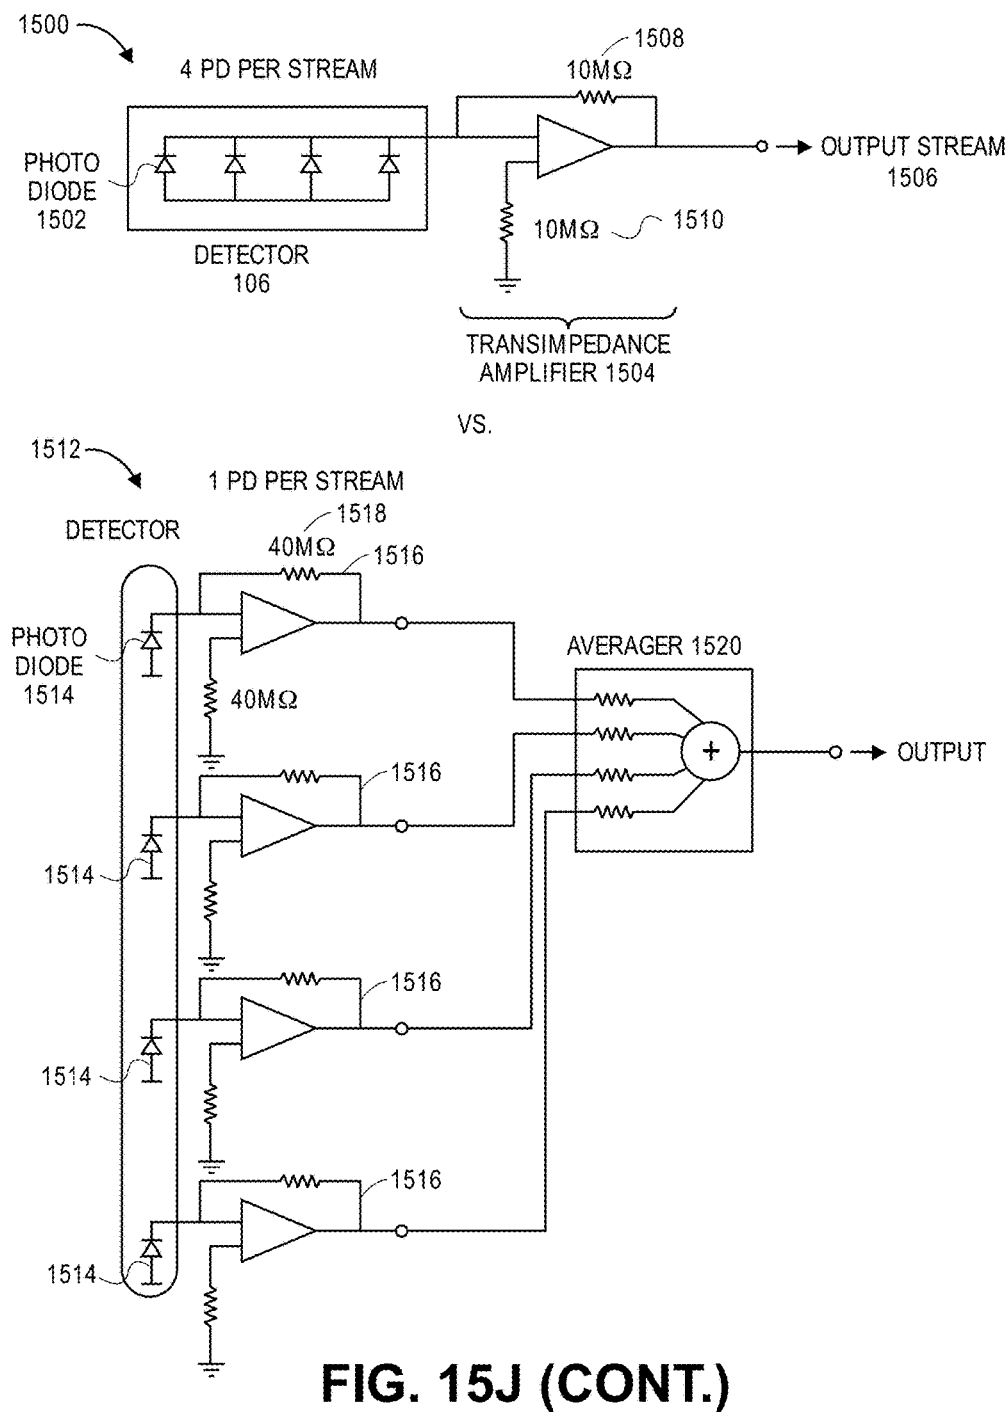 1500
4 PD PER STREAM
1508
10MΩ
PHOTO
DIODE
1502
OUTPUT STREAM
1506
10MΩ
1510
DETECTOR
106
TRANSIMPEDANCE
AMPLIFIER 1504
VS.
1512
1 PD PER STREAM
DETECTOR
1518
40MΩ
1516
PHOTO
DIODE
1514
40MΩ
AVERAGER 1520
+
OUTPUT
1516
1514
1516
1514
1516
1514
FIG. 15J (CONT.)